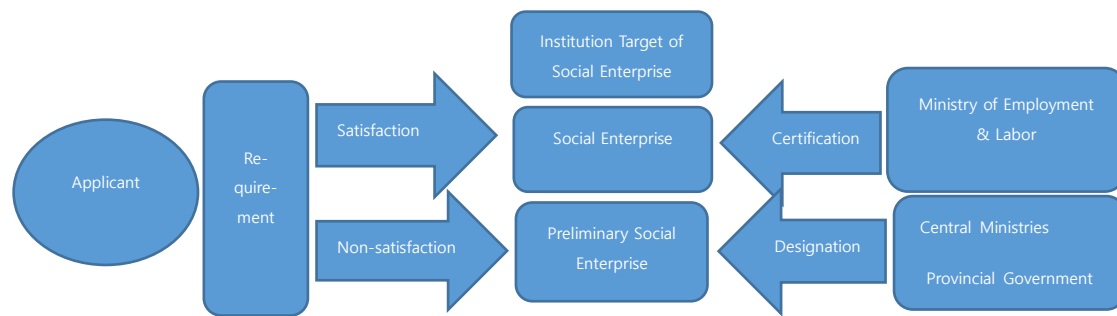 Institution Target of
Social Enterprise
Applicant
Re-
quire-
ment
Satisfaction
Social Enterprise
Certification
Ministry of Employment
& Labor
Non-satisfaction
Preliminary Social
Enterprise
Designation
Central Ministries
Provincial Government